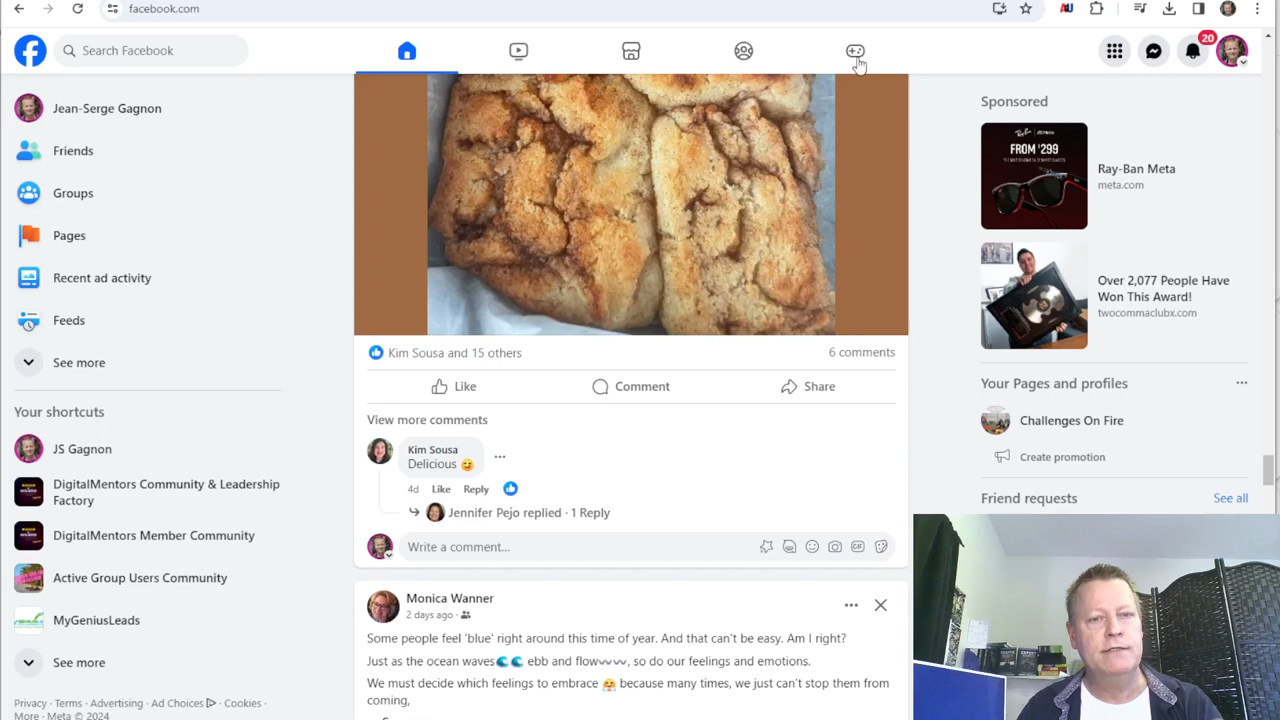 facebook.com
Search Facebook
20
Jean-Serge Gagnon
Friends
Groups
Pages
Recent ad activity
Feeds
See more
Your shortcuts
JS Gagnon
DigitalMentors Community & Leadership
Factory
DigitalMentors Member Community
Active Group Users Community
MyGeniusLeads
See more
Privacy · Terms · Advertising · Ad Choices · Cookies ·
More · Meta © 2024
Kim Sousa and 15 others
6 comments
Like
Comment
Share
View more comments
Kim Sousa
Delicious 😋
4d Like Reply
Jennifer Pejo replied · 1 Reply
Write a comment...
GIF
Monica Wanner
2 days ago ·
Some people feel 'blue' right around this time of year. And that can't be easy. Am I right?
Just as the ocean waves🌊🌊 ebb and flow〰️〰️, so do our feelings and emotions.
We must decide which feelings to embrace 🤗 because many times, we just can't stop them from
coming,
Sponsored
FROM $299
Ray-Ban Meta
meta.com
Over 2,077 People Have
Won This Award!
twocommaclubx.com
Your Pages and profiles
Challenges On Fire
Create promotion
Friend requests
See all